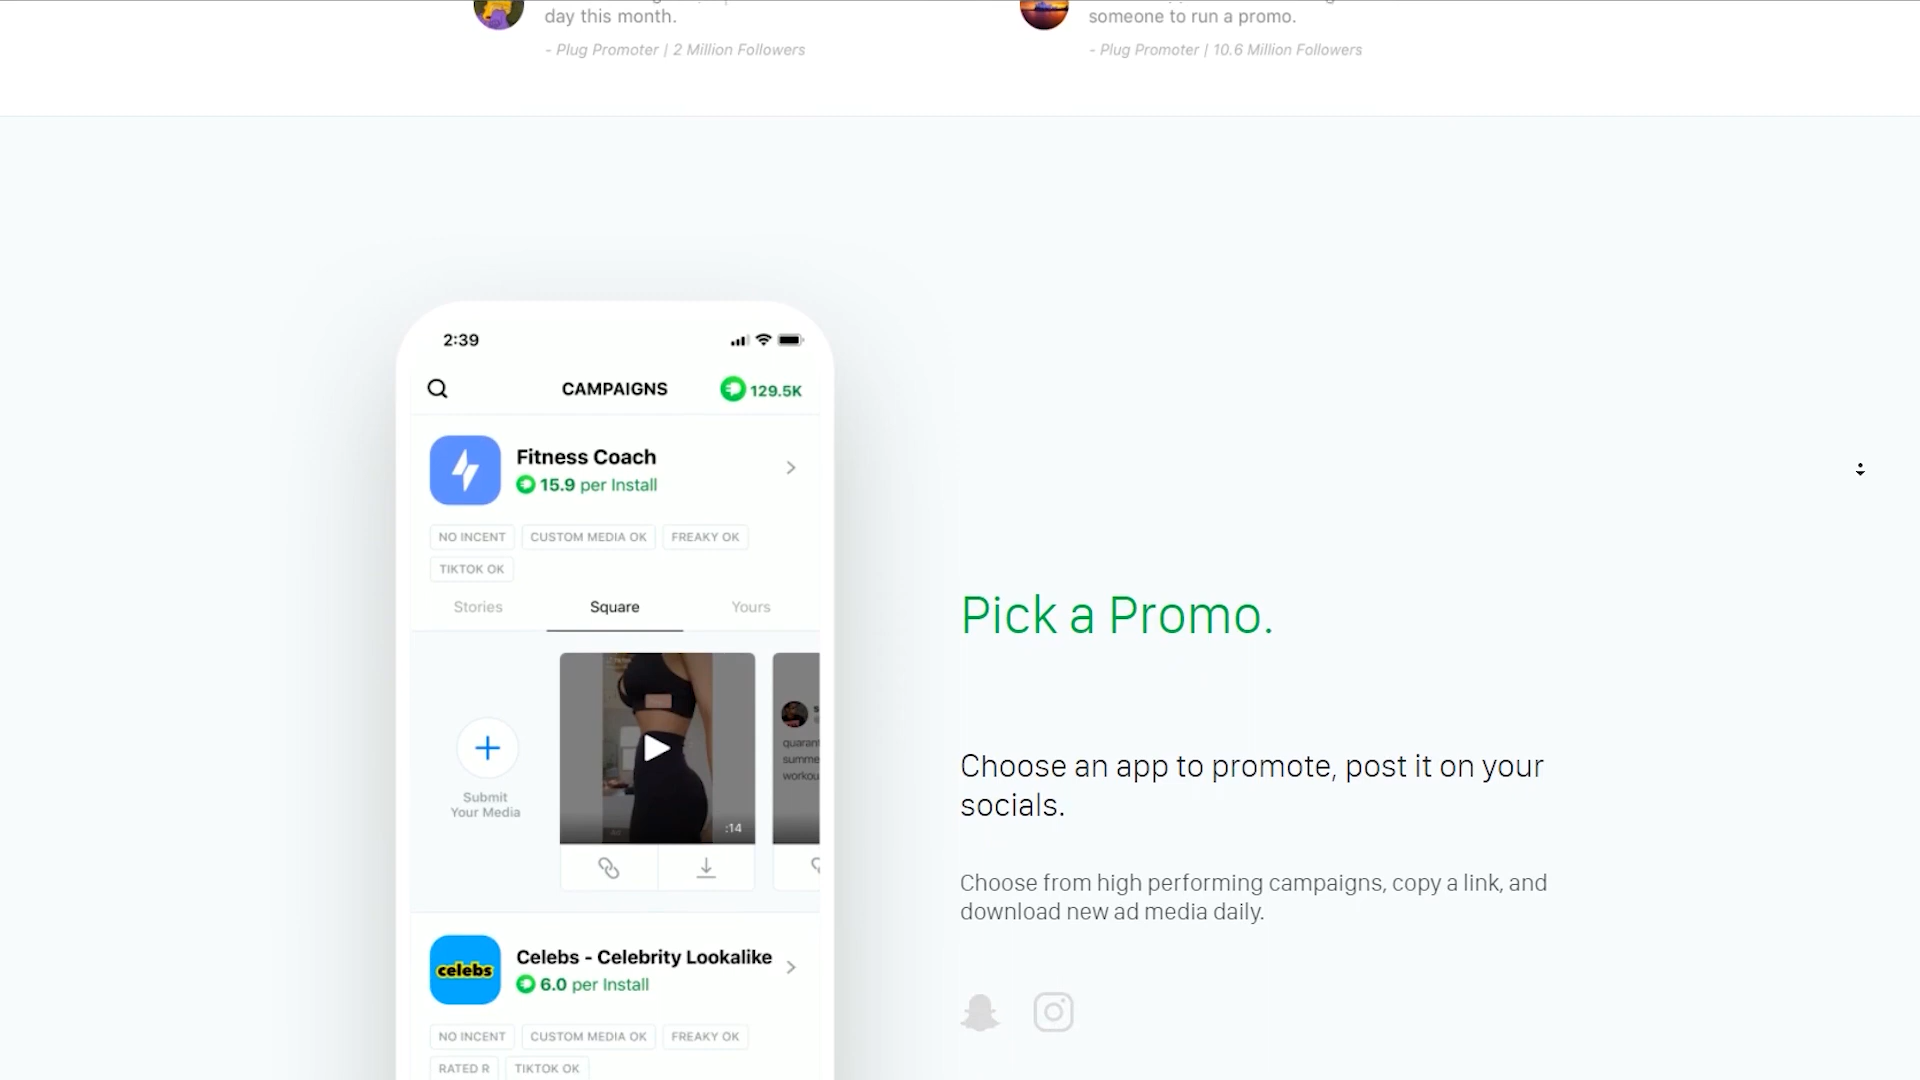 day this month.
- Plug Promoter | 2 Million Followers
someone to run a promo.
- Plug Promoter | 10.6 Million Followers
2:39
CAMPAIGNS
129.5K
Fitness Coach
15.9 per Install
NO INCENT
CUSTOM MEDIA OK
FREAKY OK
TIKTOK OK
Stories
Square
Yours
Submit
Your Media
:14
workou
Pick a Promo.
Choose an app to promote, post it on your
socials.
Choose from high performing campaigns, copy a link, and
download new ad media daily.
celebs
Celebs - Celebrity Lookalike
6.0 per Install
NO INCENT
CUSTOM MEDIA OK
FREAKY OK
RATED R
TIKTOK OK